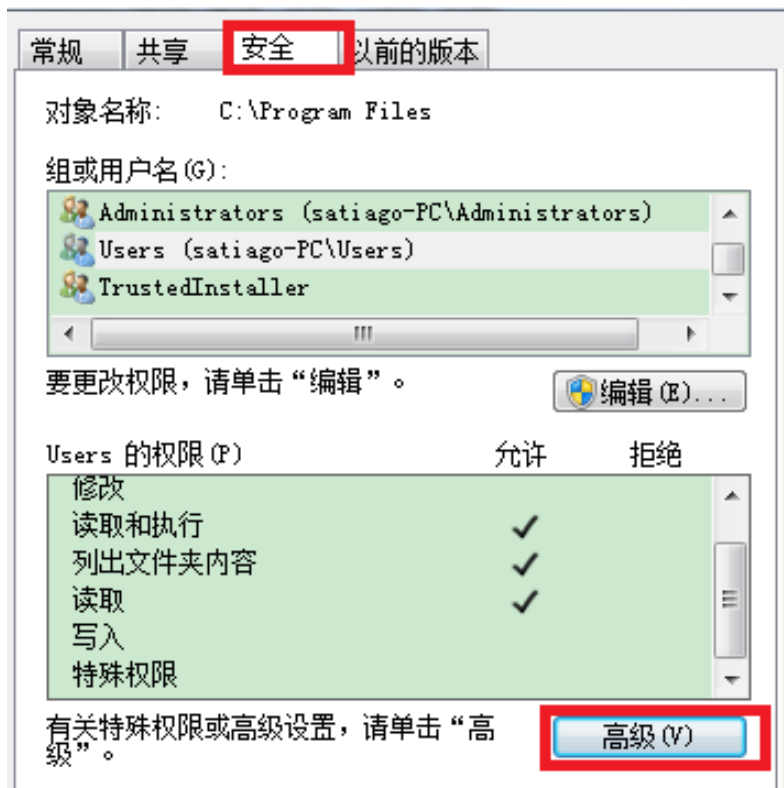 常规 共享 安全 以前的版本
对象名称: C:\Program Files
组或用户名(G):
Administrators (satiago-PC\Administrators)
Users (satiago-PC\Users)
TrustedInstaller
要更改权限，请单击“编辑”。
编辑(E)...
Users 的权限(P) 允许 拒绝
修改
读取和执行
列出文件夹内容
读取
写入
特殊权限
有关特殊权限或高级设置，请单击“高
级”。
高级(V)